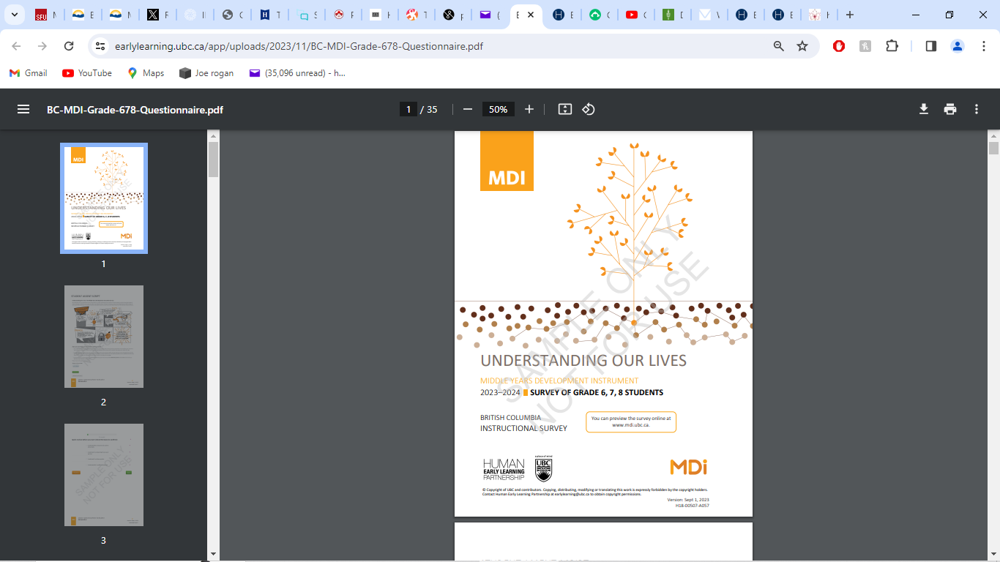 earlylearning.ubc.ca/app/uploads/2023/11/BC-MDI-Grade-678-Questionnaire.pdf
Gmail YouTube Maps Joe rogan (35,096 unread) - h...
BC-MDI-Grade-678-Questionnaire.pdf 1 / 35 50%
MDI
UNDERSTANDING OUR LIVES
1
2
3
MDI
SAMPLE ONLY
NOT FOR USE
UNDERSTANDING OUR LIVES
MIDDLE YEARS DEVELOPMENT INSTRUMENT
2023–2024 SURVEY OF GRADE 6, 7, 8 STUDENTS
BRITISH COLUMBIA
INSTRUCTIONAL SURVEY
You can preview the survey online at
www.mdi.ubc.ca.
HUMAN
EARLY LEARNING
PARTNERSHIP
UBC
MDi
© Copyright of UBC and contributors. Copying, distributing, modifying or translating this work is expressly forbidden by the copyright holders.
Contact Human Early Learning Partnership at earlylearning@ubc.ca to obtain copyright permissions.
Version: Sept 1, 2023
H18-00507-A057